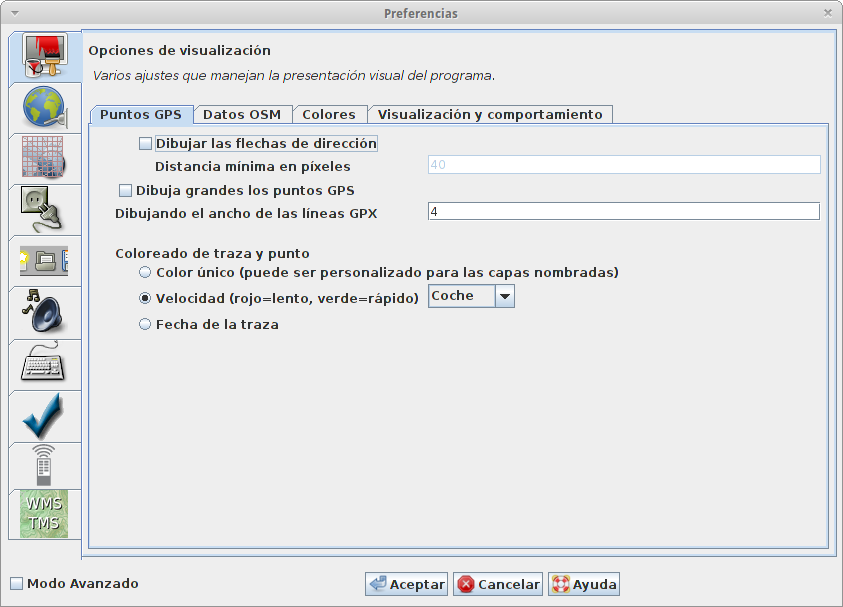 Preferencias
Opciones de visualización
Varios ajustes que manejan la presentación visual del programa.
Puntos GPS
Datos OSM
Colores
Visualización y comportamiento
Dibujar las flechas de dirección
Distancia mínima en píxeles
40
Dibuja grandes los puntos GPS
Dibujando el ancho de las líneas GPX
4
Coloreado de traza y punto
Color único (puede ser personalizado para las capas nombradas)
Velocidad (rojo=lento, verde=rápido)
Coche
Fecha de la traza
WMS
TMS
Modo Avanzado
Aceptar
Cancelar
Ayuda